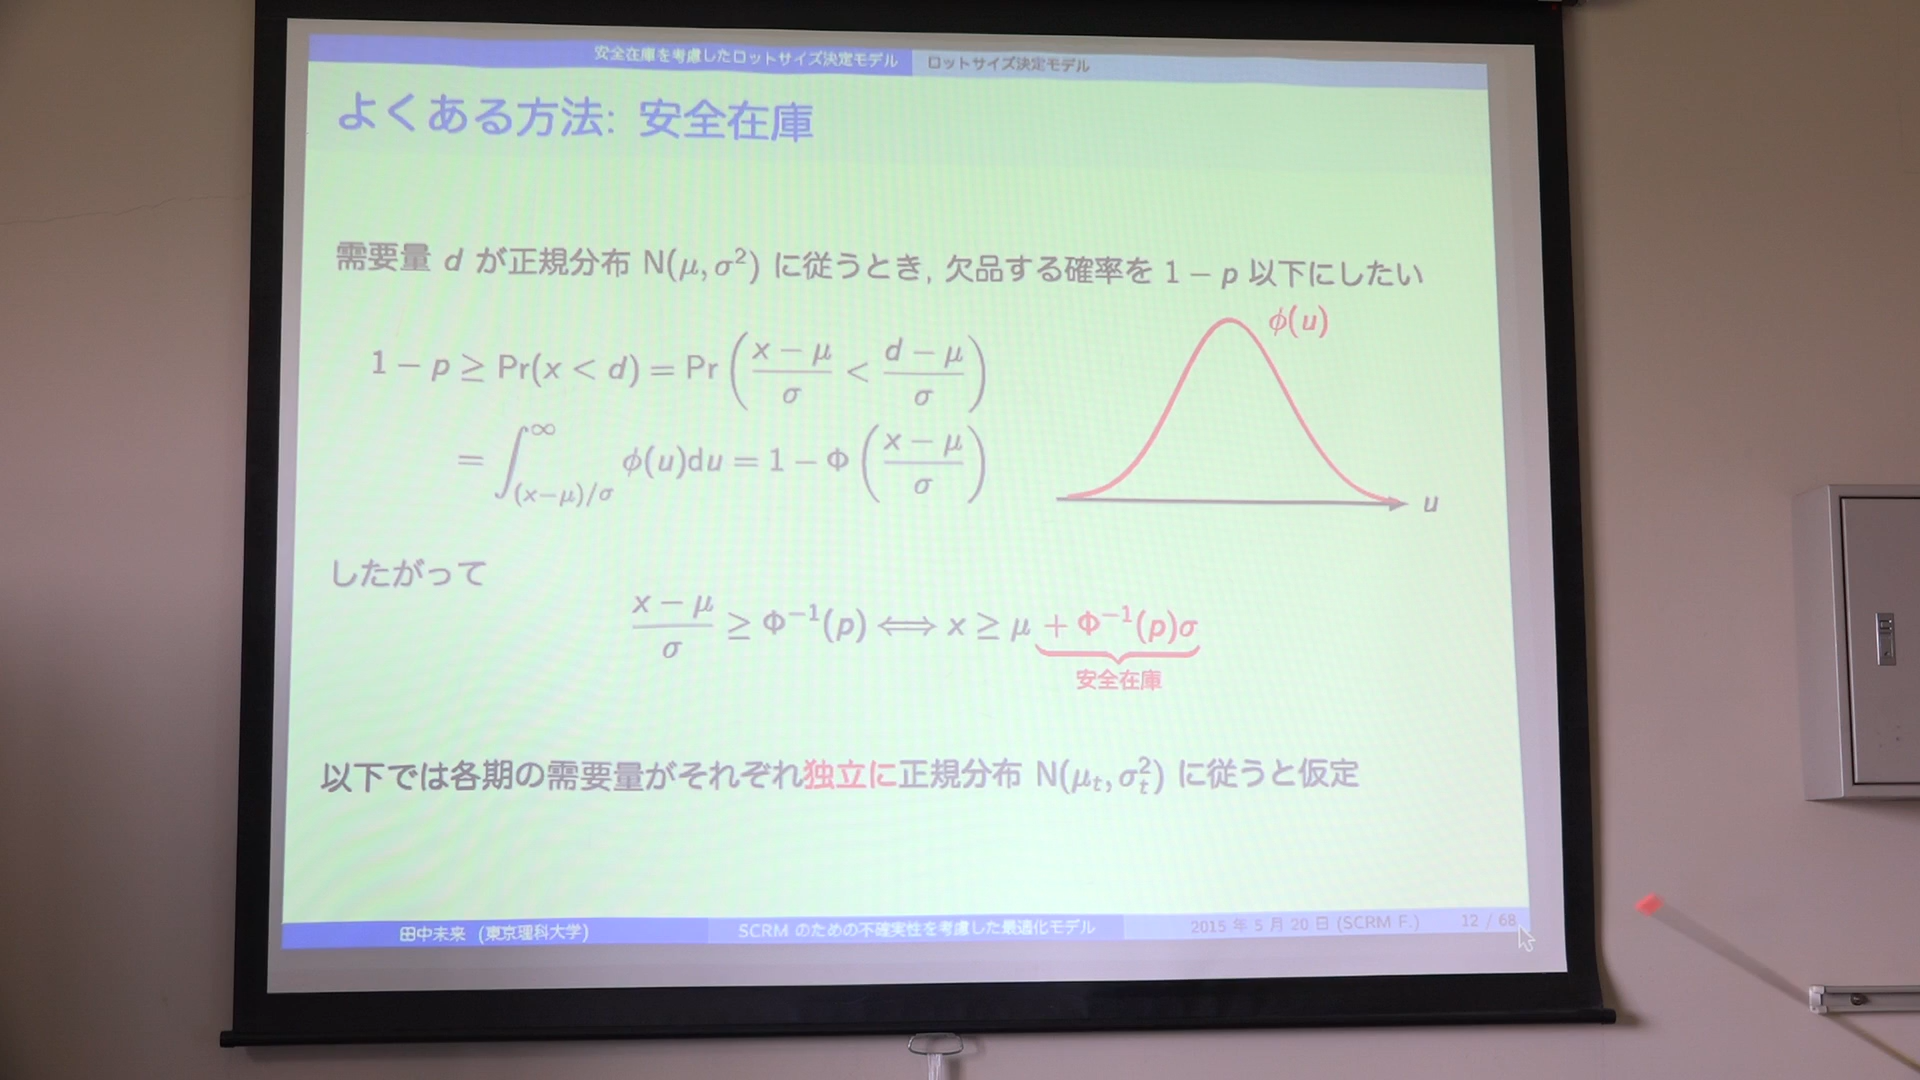 安全在庫を考慮したロットサイズ決定モデル ロットサイズ決定モデル
よくある方法: 安全在庫
需要量 d が正規分布 N(μ, σ²) に従うとき, 欠品する確率を 1 − p 以下にしたい
1 − p ≥ Pr(x < d) = Pr((x − μ)/σ < (d − μ)/σ)
φ(u)
= ∫_{(x−μ)/σ}^{∞} φ(u)du = 1 − Φ((x − μ)/σ)
u
したがって
(x − μ)/σ ≥ Φ⁻¹(p) ⟺ x ≥ μ + Φ⁻¹(p)σ
安全在庫
以下では各期の需要量がそれぞれ独立に正規分布 N(μ_t, σ_t²) に従うと仮定
田中未来 (東京理科大学) SCRM のための不確実性を考慮した最適化モデル 2015 年 5 月 20 日 (SCRM F.) 12 / 68